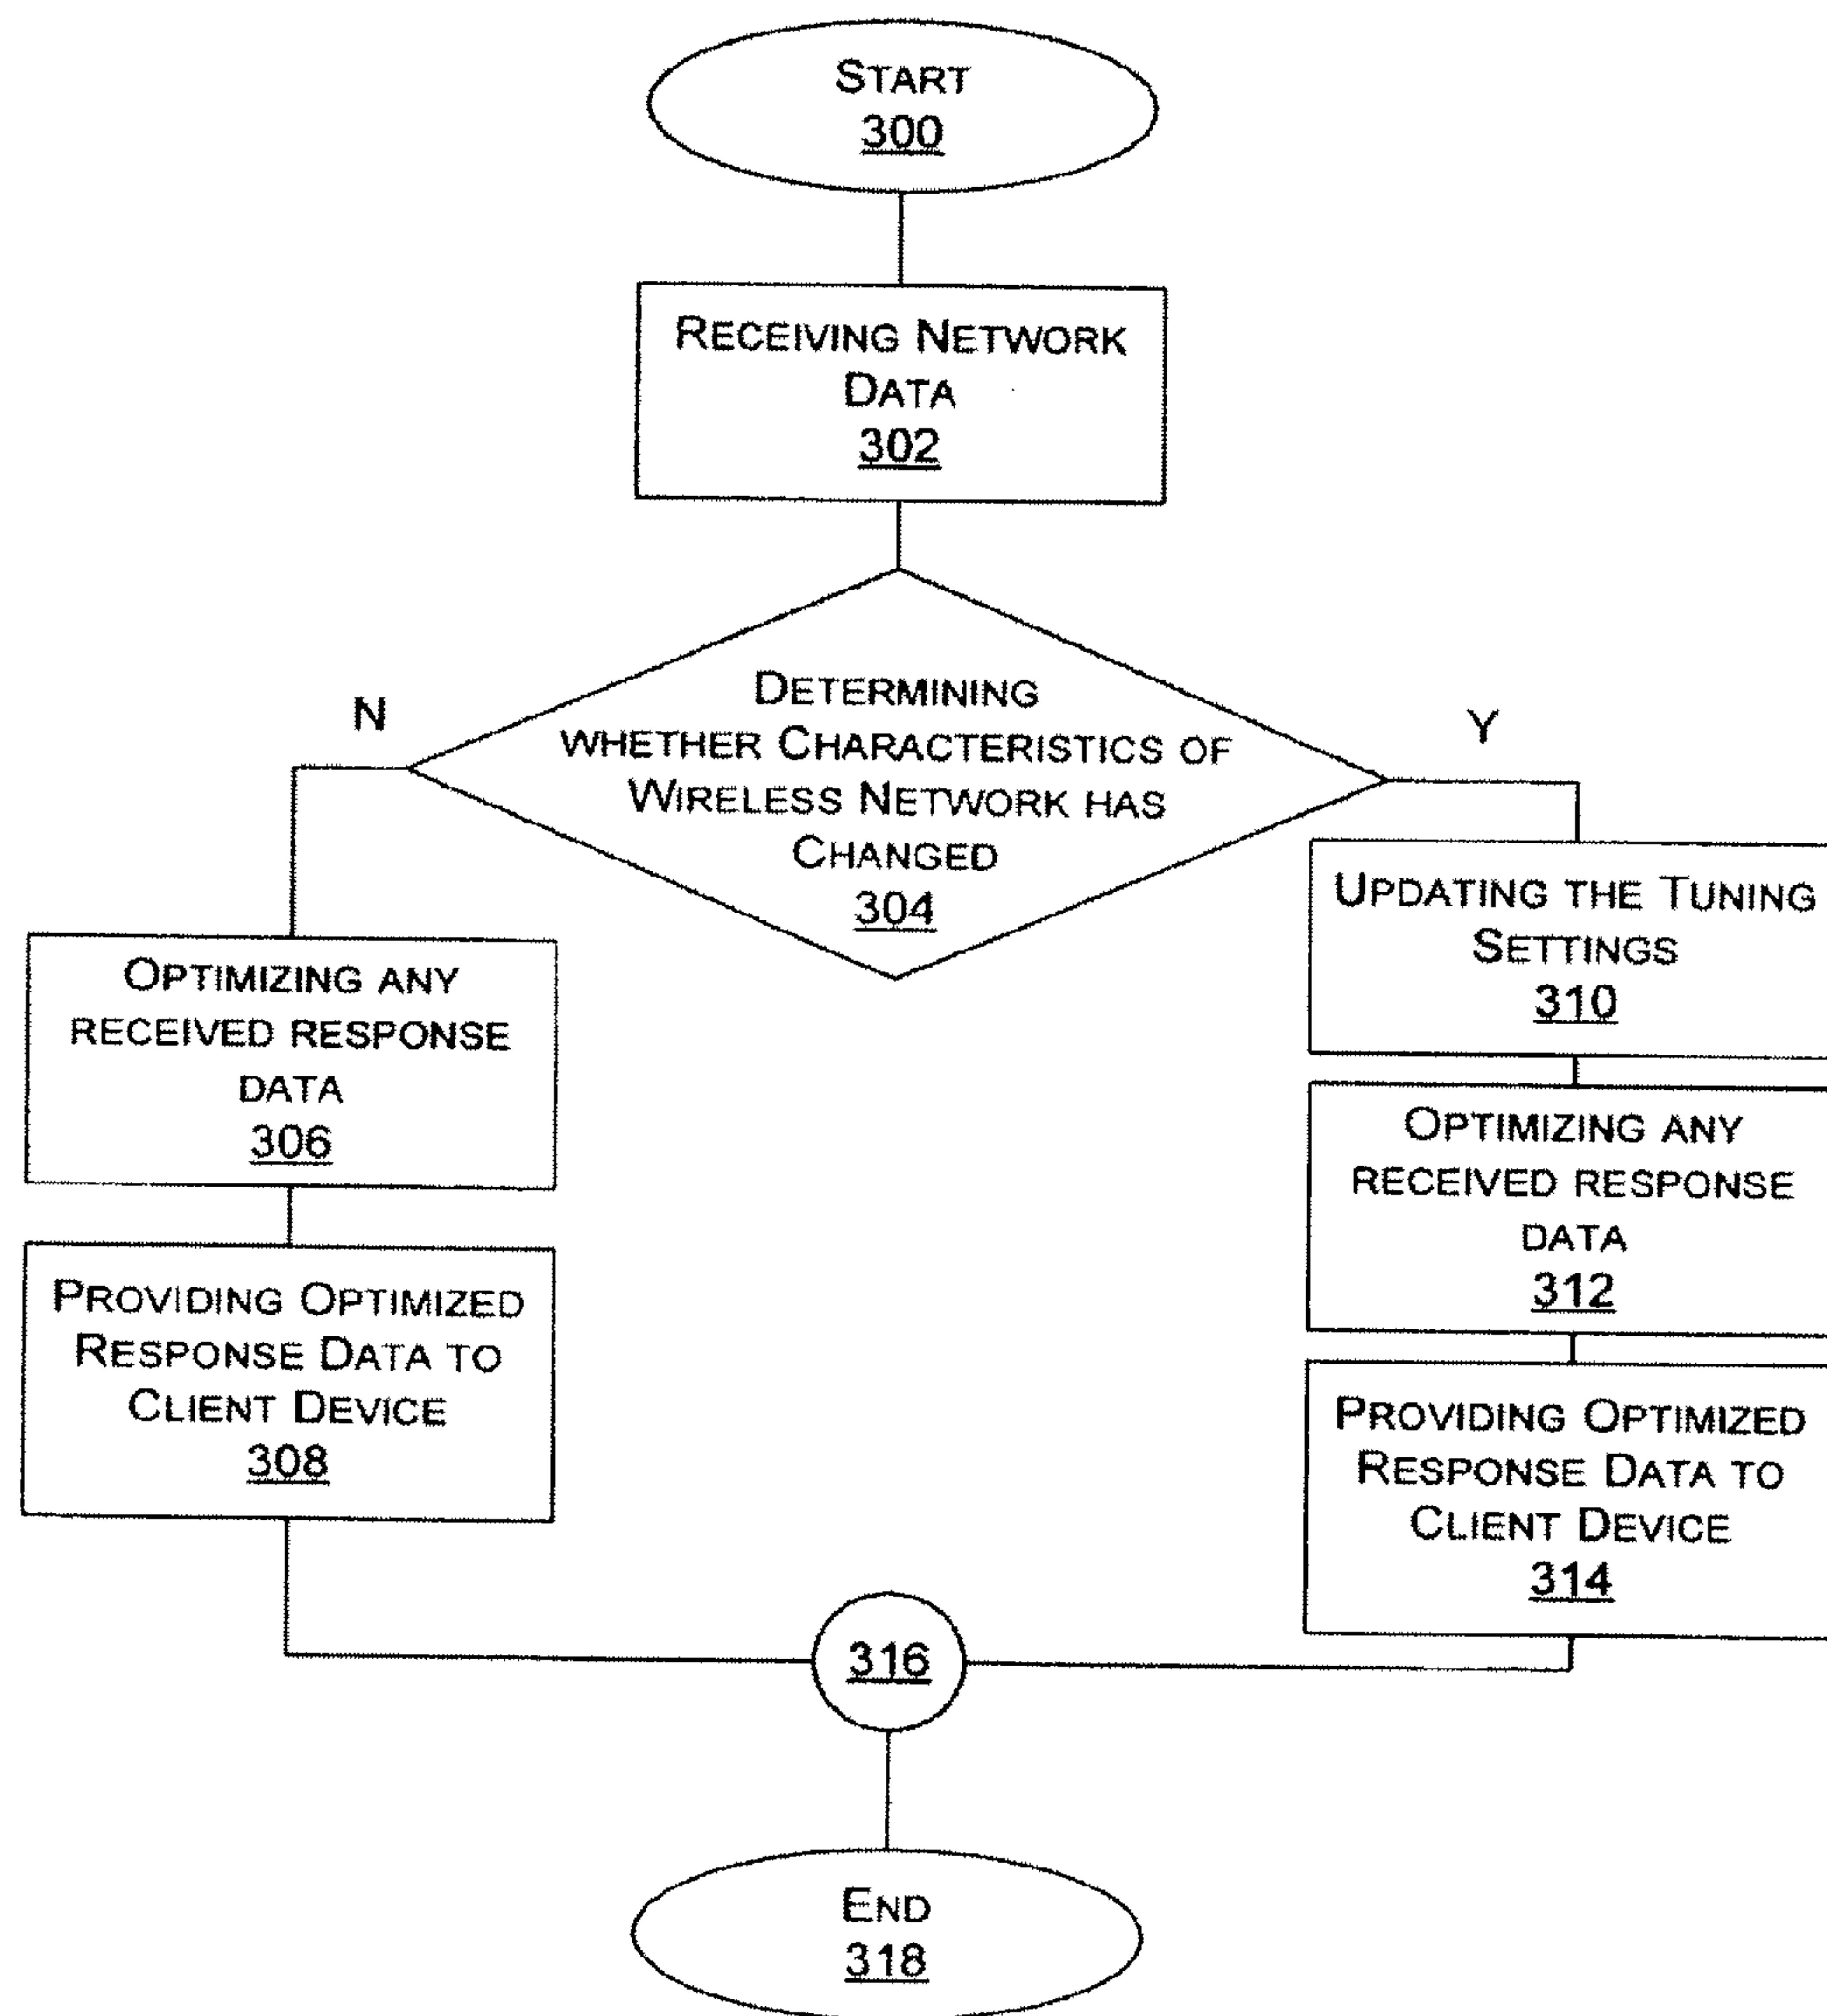 START
300
RECEIVING NETWORK
DATA
302
DETERMINING
WHETHER CHARACTERISTICS OF
WIRELESS NETWORK HAS
CHANGED
304
N
Y
OPTIMIZING ANY
RECEIVED RESPONSE
DATA
306
PROVIDING OPTIMIZED
RESPONSE DATA TO
CLIENT DEVICE
308
UPDATING THE TUNING
SETTINGS
310
OPTIMIZING ANY
RECEIVED RESPONSE
DATA
312
PROVIDING OPTIMIZED
RESPONSE DATA TO
CLIENT DEVICE
314
316
END
318